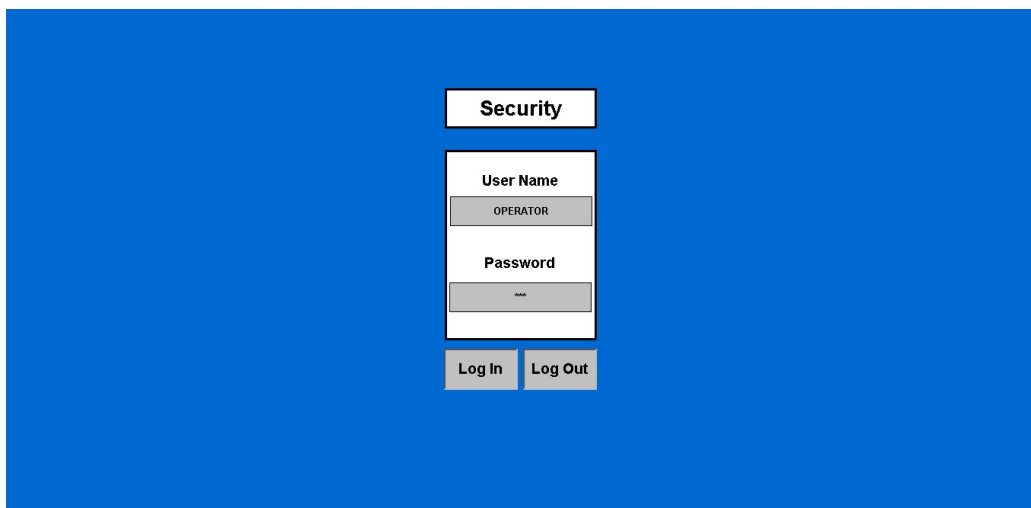 Security
User Name
OPERATOR
Password
***
Log In
Log Out